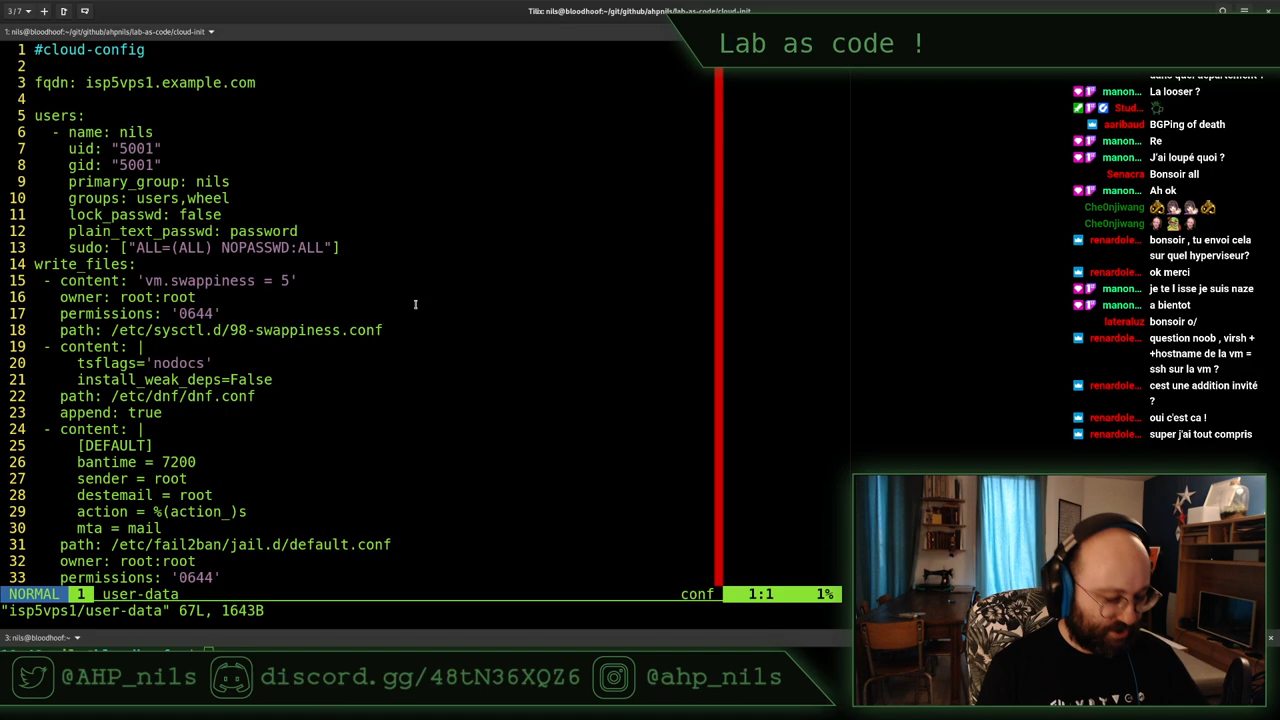 3 / 7
Tilix: nils@bloodhoof:~/git/github/ahpnils/lab-as-code/cloud-init
1: nils@bloodhoof:~/git/github/ahpnils/lab-as-code/cloud-init
Lab as code !
1 #cloud-config
2
3 fqdn: isp5vps1.example.com
4
5 users:
6   - name: nils
7     uid: "5001"
8     gid: "5001"
9     primary_group: nils
10     groups: users,wheel
11     lock_passwd: false
12     plain_text_passwd: password
13     sudo: ["ALL=(ALL) NOPASSWD:ALL"]
14 write_files:
15  - content: 'vm.swappiness = 5'
16    owner: root:root
17    permissions: '0644'
18    path: /etc/sysctl.d/98-swappiness.conf
19  - content: |
20      tsflags='nodocs'
21      install_weak_deps=False
22    path: /etc/dnf/dnf.conf
23    append: true
24  - content: |
25      [DEFAULT]
26      bantime = 7200
27      sender = root
28      destemail = root
29      action = %(action_)s
30      mta = mail
31    path: /etc/fail2ban/jail.d/default.conf
32    owner: root:root
33    permissions: '0644'
NORMAL 1 user-data conf 1:1 1%
"isp5vps1/user-data" 67L, 1643B
3: nils@bloodhoof:~
manon… La looser ?
Stud…
aaribaud BGPing of death
manon… Re
manon… J'ai loupé quoi ?
Senacra Bonsoir all
manon… Ah ok
Che0njiwang
Che0njiwang
renardole… bonsoir , tu envoi cela
sur quel hyperviseur?
renardole… ok merci
manon… je te l isse je suis naze
manon… a bientot
lateraluz bonsoir o/
renardole… question noob , virsh +
+hostname de la vm =
ssh sur la vm ?
renardole… cest une addition invité
?
renardole… oui c'est ca !
renardole… super j'ai tout compris
@AHP_nils discord.gg/48tN36XQZ6 @ahp_nils